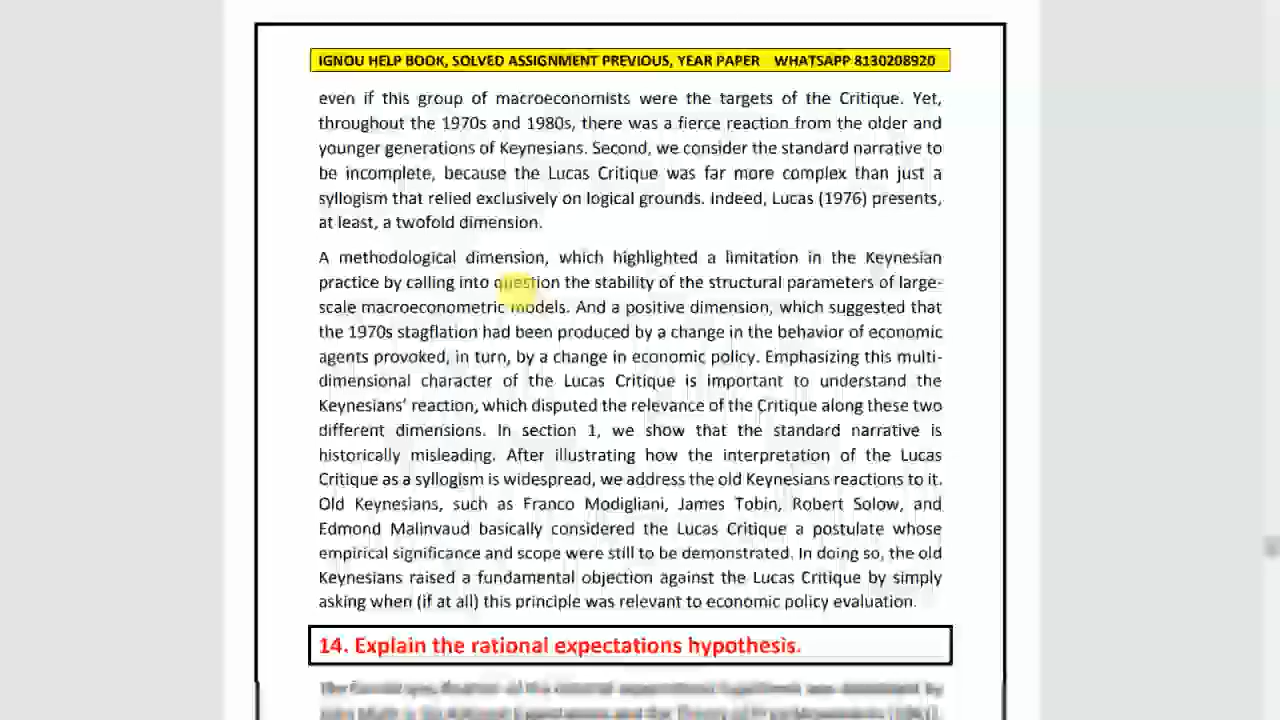 IGNOU HELP BOOK, SOLVED ASSIGNMENT PREVIOUS, YEAR PAPER WHATSAPP 8130208920
even if this group of macroeconomists were the targets of the Critique. Yet,
throughout the 1970s and 1980s, there was a fierce reaction from the older and
younger generations of Keynesians. Second, we consider the standard narrative to
be incomplete, because the Lucas Critique was far more complex than just a
syllogism that relied exclusively on logical grounds. Indeed, Lucas (1976) presents,
at least, a twofold dimension.
A methodological dimension, which highlighted a limitation in the Keynesian
practice by calling into question the stability of the structural parameters of large-
scale macroeconometric models. And a positive dimension, which suggested that
the 1970s stagflation had been produced by a change in the behavior of economic
agents provoked, in turn, by a change in economic policy. Emphasizing this multi-
dimensional character of the Lucas Critique is important to understand the
Keynesians' reaction, which disputed the relevance of the Critique along these two
different dimensions. In section 1, we show that the standard narrative is
historically misleading. After illustrating how the interpretation of the Lucas
Critique as a syllogism is widespread, we address the old Keynesians reactions to it.
Old Keynesians, such as Franco Modigliani, James Tobin, Robert Solow, and
Edmond Malinvaud basically considered the Lucas Critique a postulate whose
empirical significance and scope were still to be demonstrated. In doing so, the old
Keynesians raised a fundamental objection against the Lucas Critique by simply
asking when (if at all) this principle was relevant to economic policy evaluation.
14. Explain the rational expectations hypothesis.